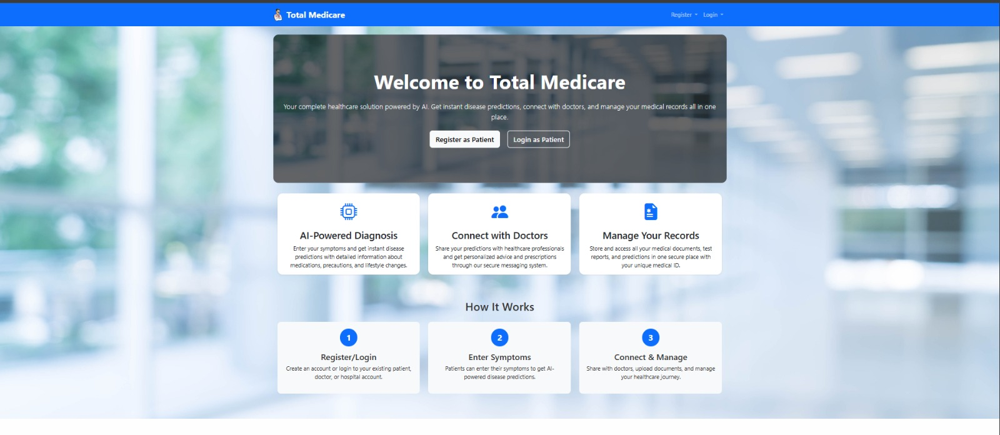 Total Medicare
Register
Login
Welcome to Total Medicare
Your complete healthcare solution powered by AI. Get instant disease predictions, connect with doctors, and manage your medical records all in one
place.
Register as Patient
Login as Patient
AI-Powered Diagnosis
Enter your symptoms and get instant disease
predictions with detailed information about
medications, precautions, and lifestyle changes.
Connect with Doctors
Share your predictions with healthcare professionals
and get personalized advice and prescriptions
through our secure messaging system.
Manage Your Records
Store and access all your medical documents, test
reports, and predictions in one secure place with
your unique medical ID.
How It Works
1
Register/Login
Create an account or login to your existing patient,
doctor, or hospital account.
2
Enter Symptoms
Patients can enter their symptoms to get AI-
powered disease predictions.
3
Connect & Manage
Share with doctors, upload documents, and manage
your healthcare journey.